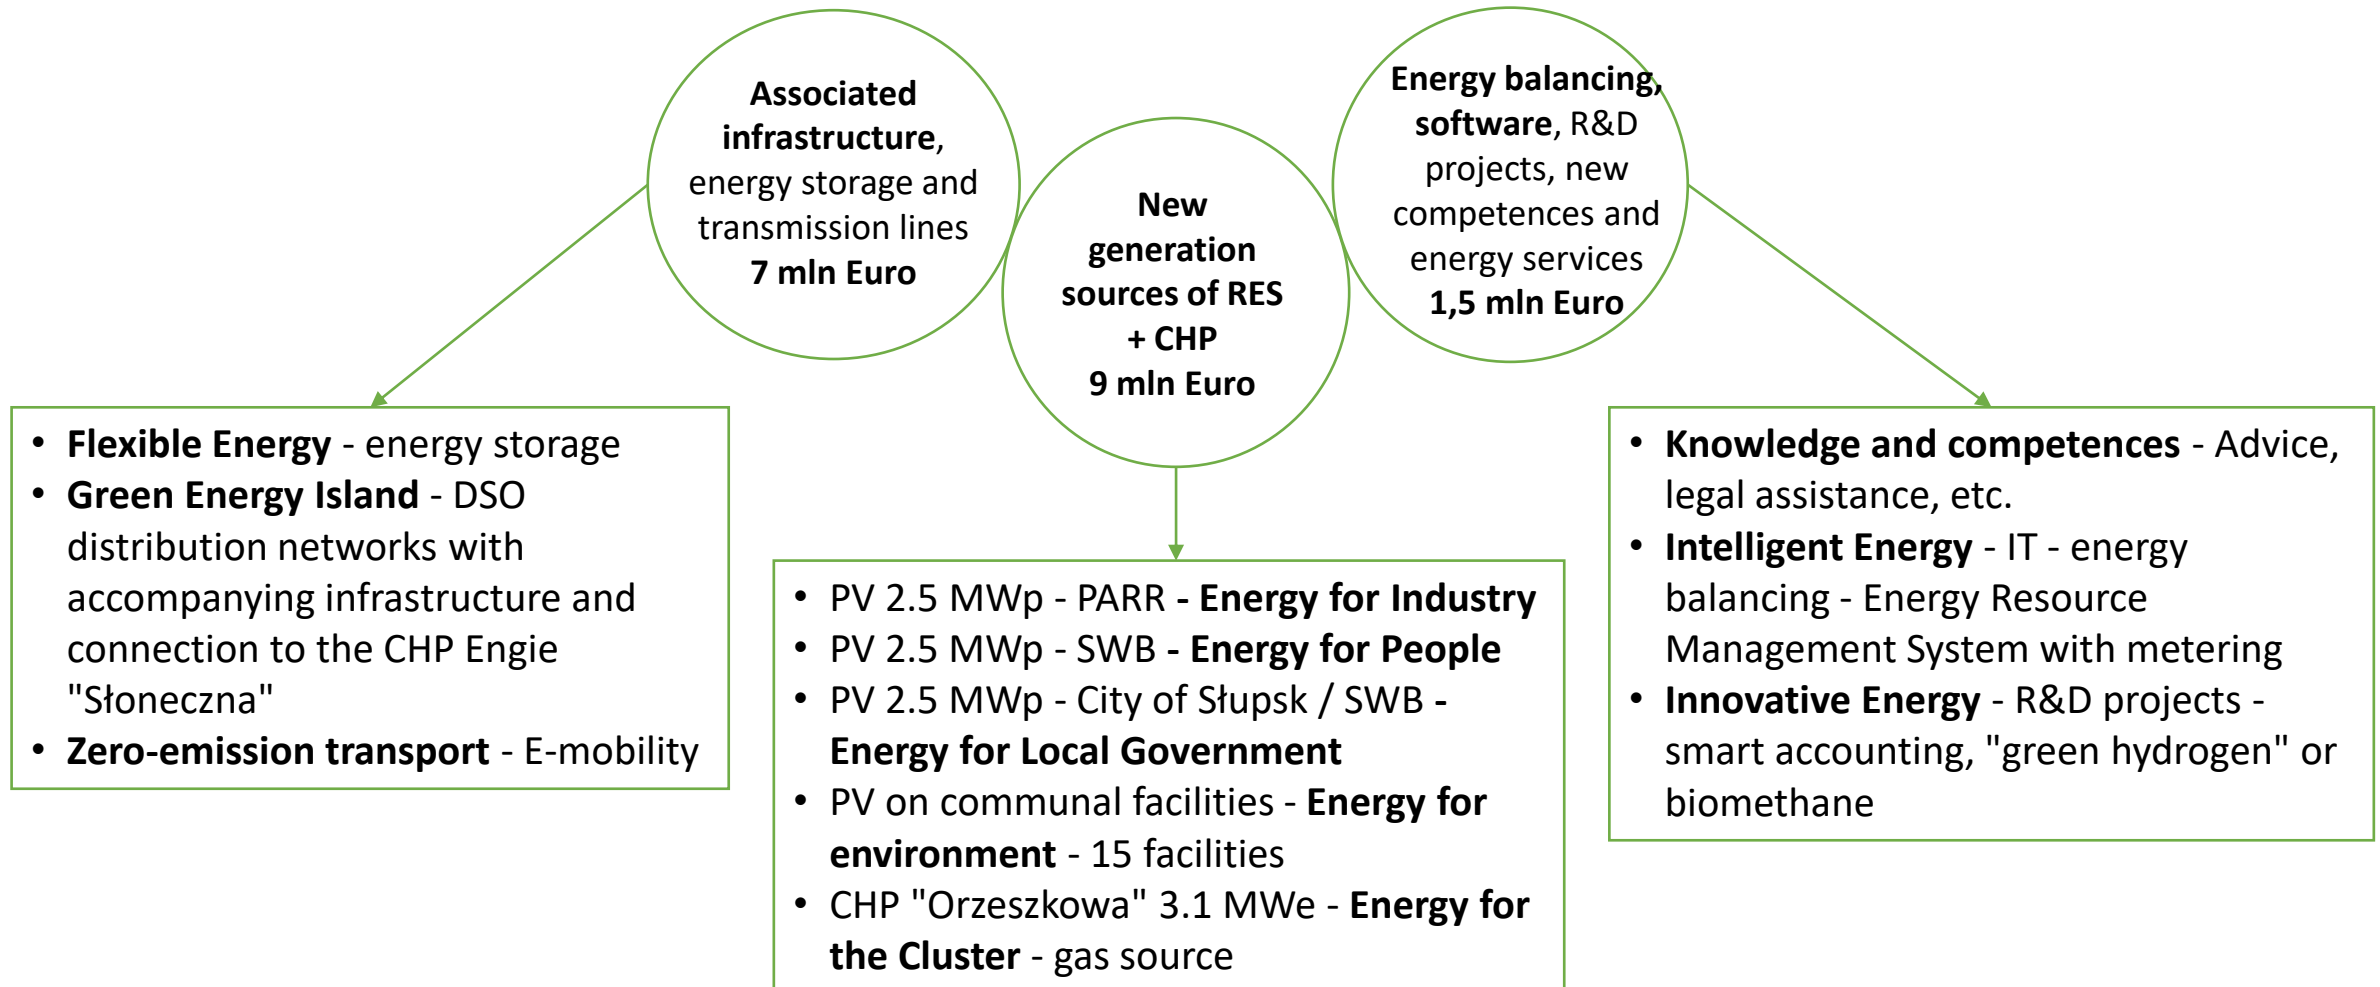 Associated
infrastructure,
energy storage and
transmission lines
7 mln Euro
New
generation
sources of RES
+ CHP
9 mln Euro
Energy balancing,
software, R&D
projects, new
competences and
energy services
1,5 mln Euro
• Flexible Energy - energy storage
• Green Energy Island - DSO
distribution networks with
accompanying infrastructure and
connection to the CHP Engie
"Słoneczna"
• Zero-emission transport - E-mobility
• PV 2.5 MWp - PARR - Energy for Industry
• PV 2.5 MWp - SWB - Energy for People
• PV 2.5 MWp - City of Słupsk / SWB -
Energy for Local Government
• PV on communal facilities - Energy for
environment - 15 facilities
• CHP "Orzeszkowa" 3.1 MWe - Energy for
the Cluster - gas source
• Knowledge and competences - Advice,
legal assistance, etc.
• Intelligent Energy - IT - energy
balancing - Energy Resource
Management System with metering
• Innovative Energy - R&D projects -
smart accounting, "green hydrogen" or
biomethane